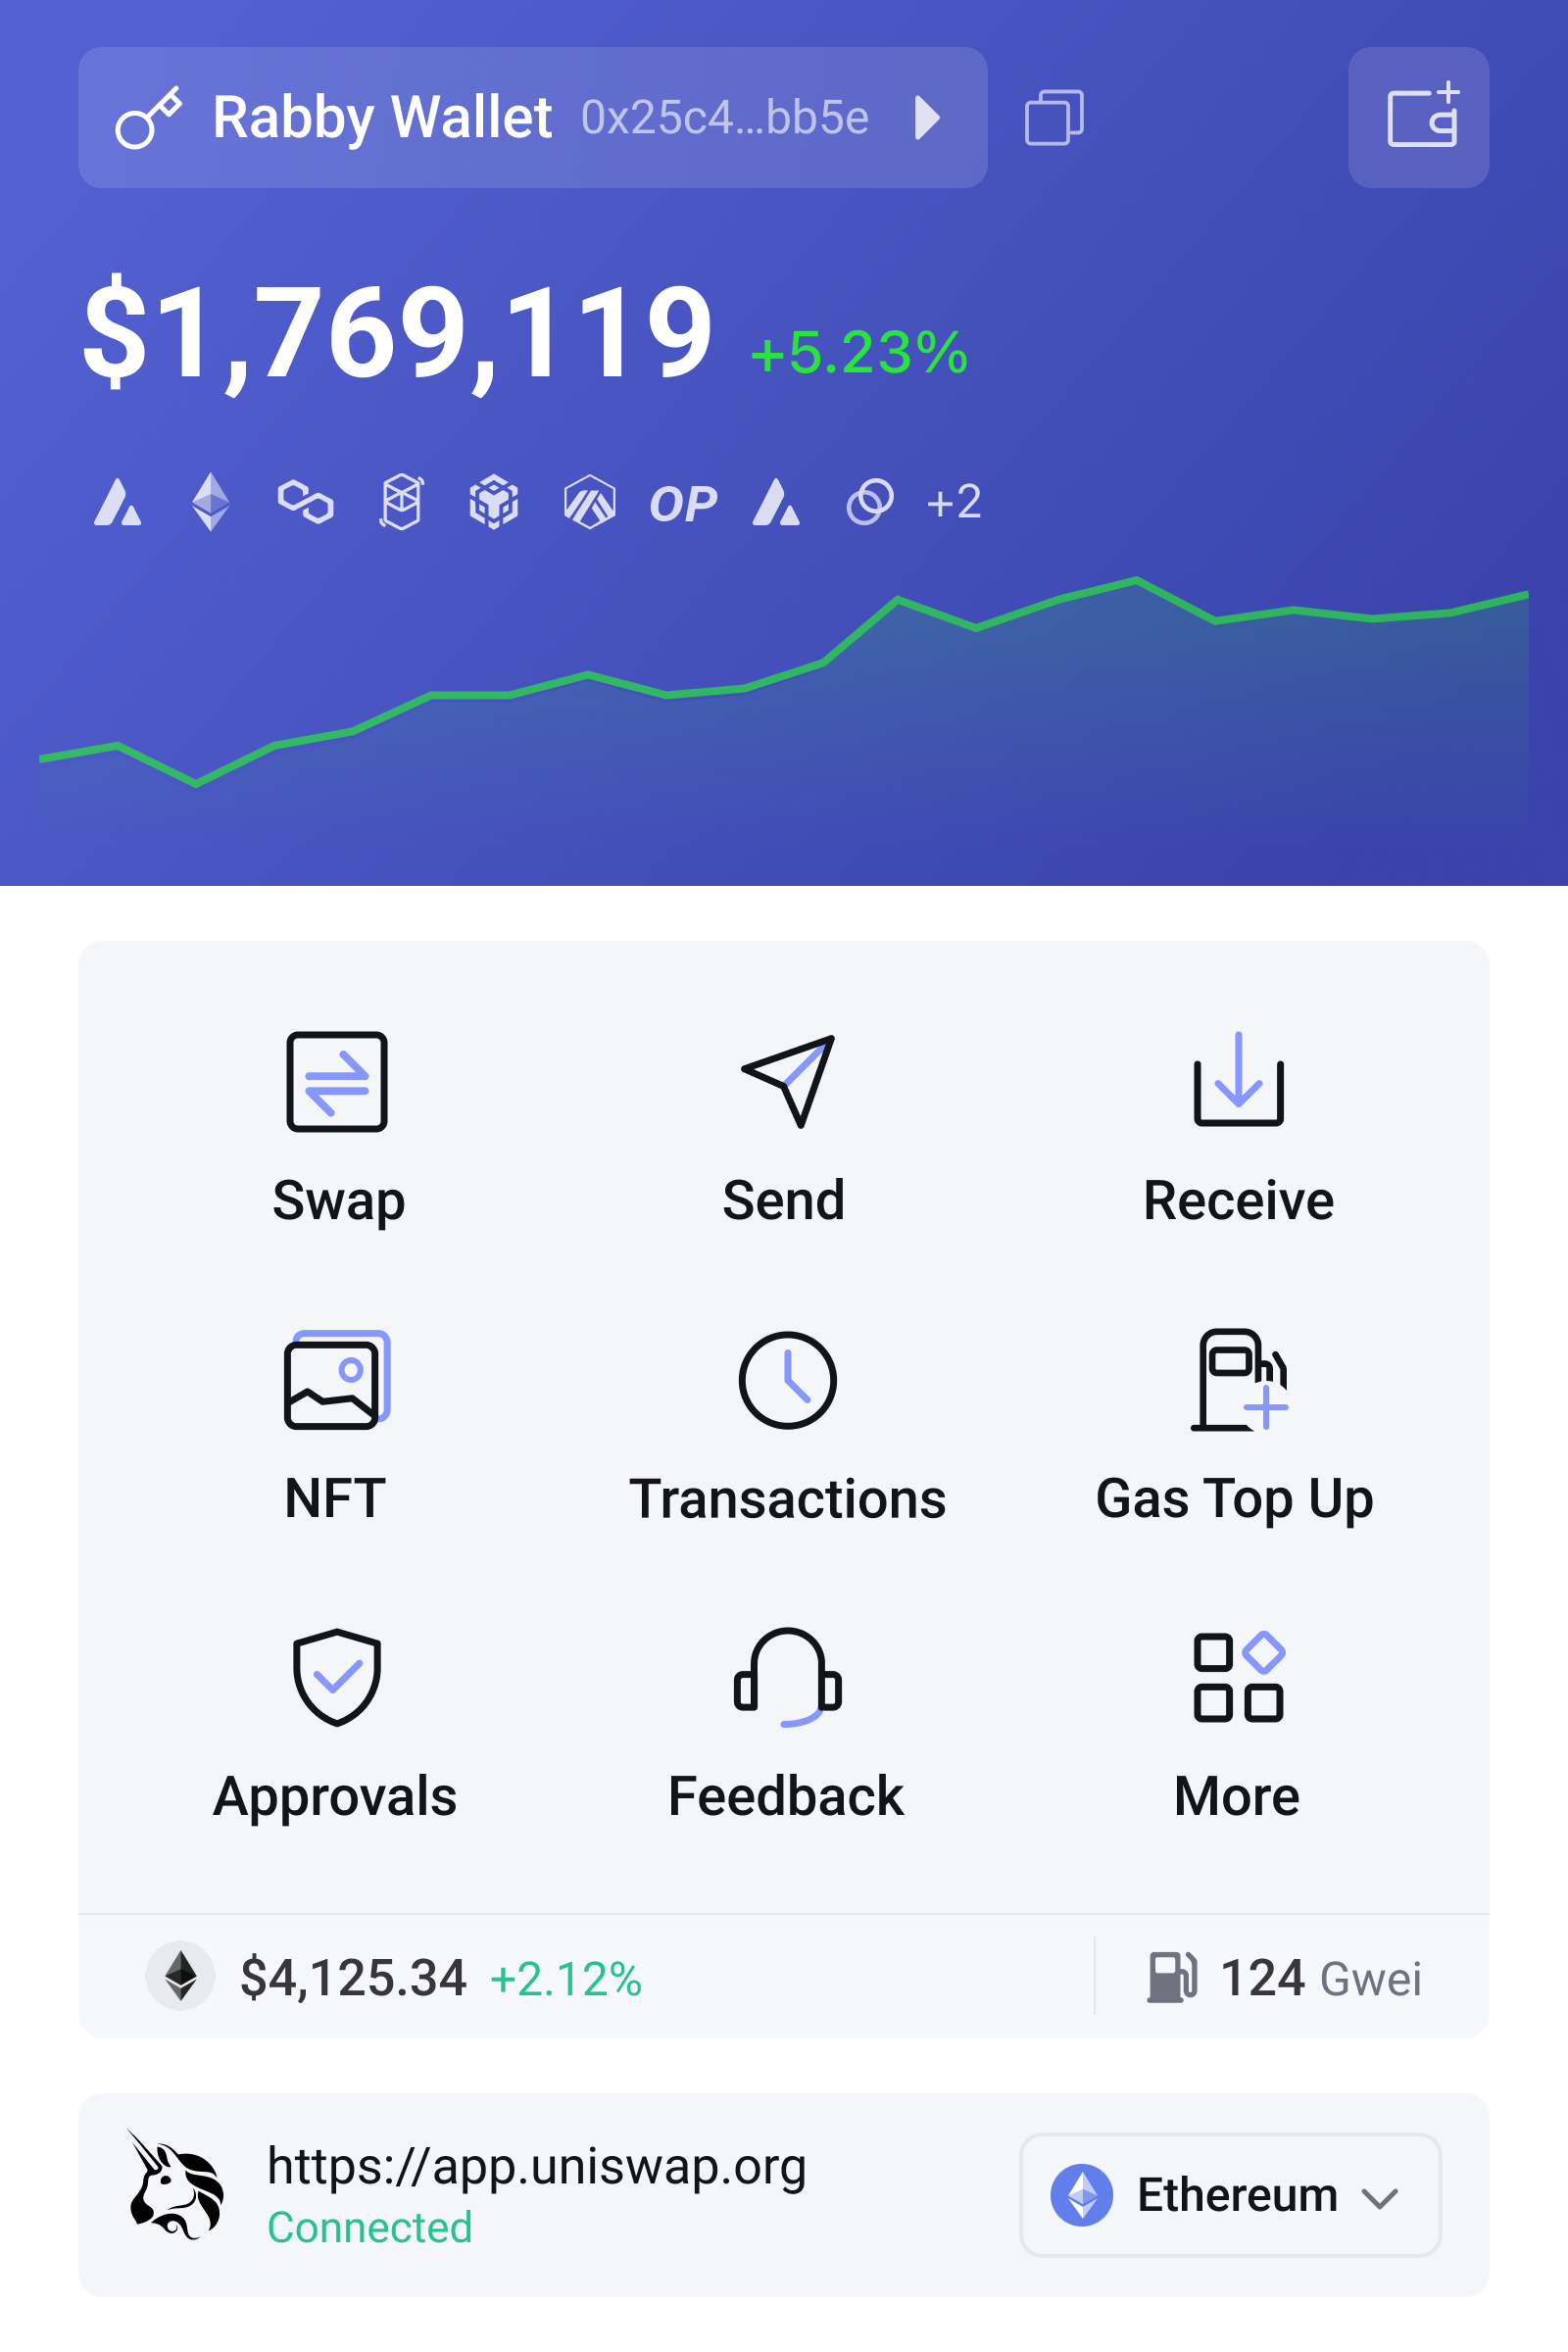 Rabby Wallet 0x25c4...bb5e
$1,769,119 +5.23%
OP +2
Swap Send Receive
NFT Transactions Gas Top Up
Approvals Feedback More
$4,125.34 +2.12% 124 Gwei
https://app.uniswap.org
Connected
Ethereum